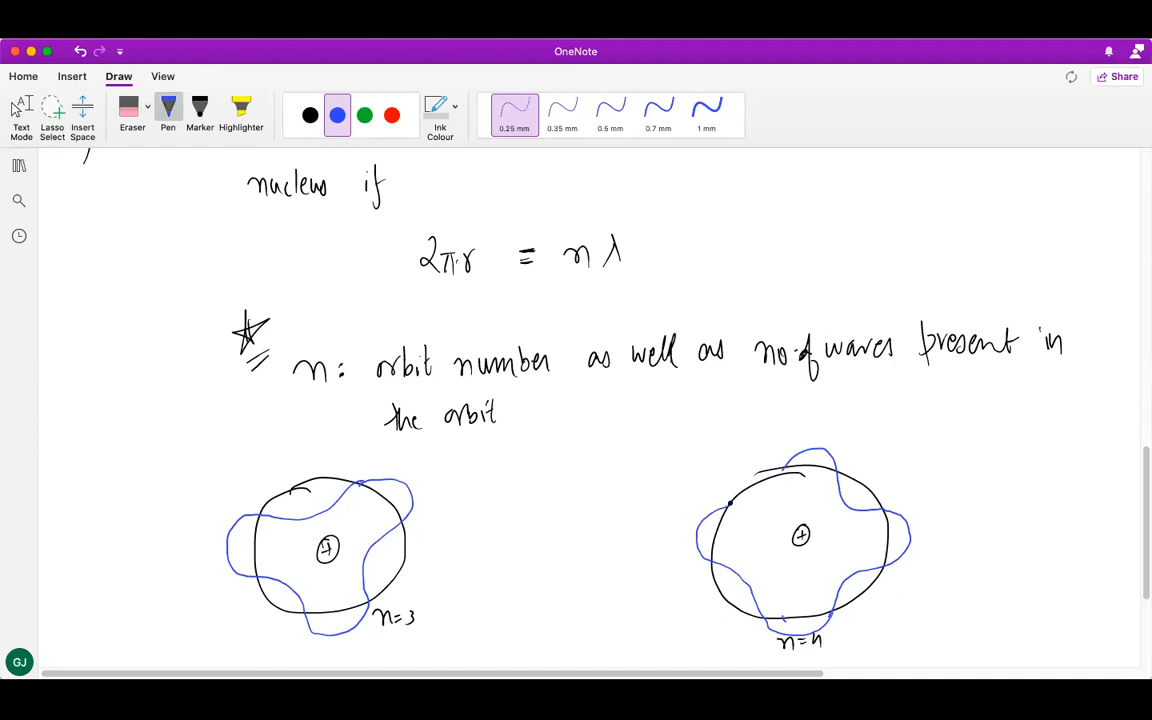 OneNote
Home Insert Draw View
Share
Text Mode
Lasso Select
Insert Space
Eraser
Pen
Marker
Highlighter
Ink Colour
0.25 mm 0.35 mm 0.5 mm 0.7 mm 1 mm
nucleus if
2πr = nλ
n: orbit number as well as no. of waves present in
the orbit
+
+
n=3
n=4
GJ